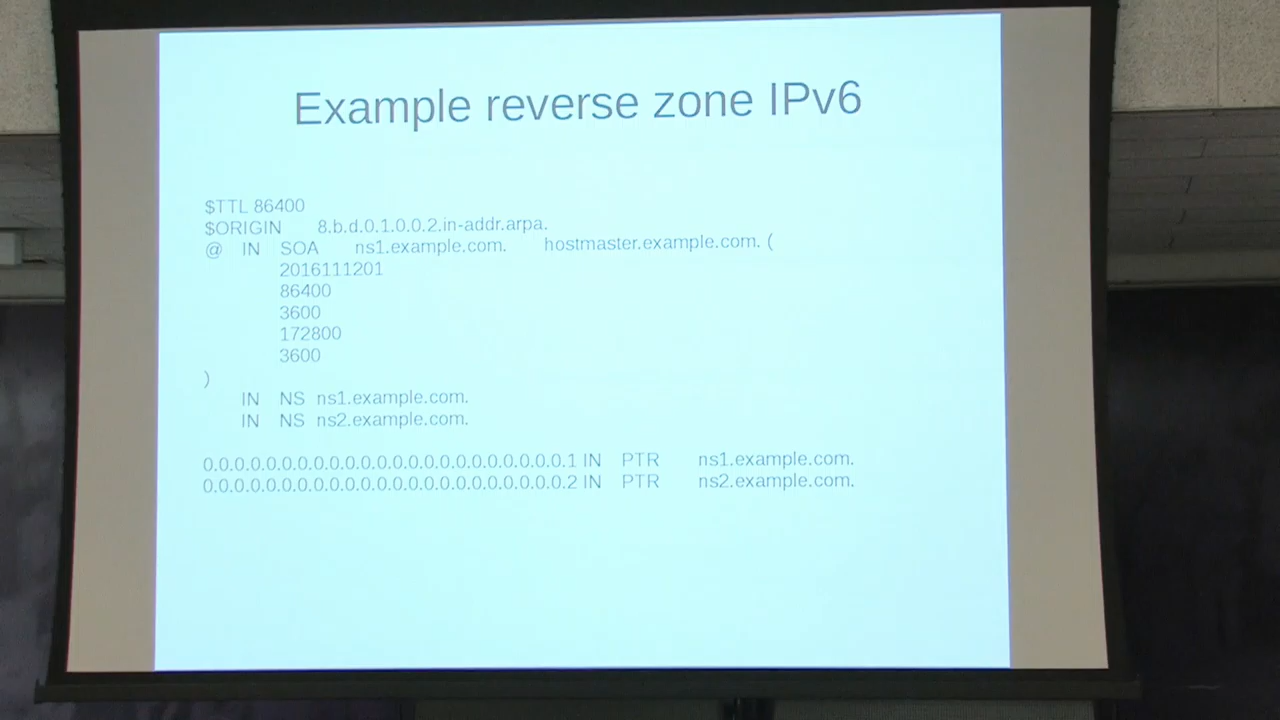 Example reverse zone IPv6
$TTL 86400
$ORIGIN 8.b.d.0.1.0.0.2.in-addr.arpa.
@ IN SOA ns1.example.com. hostmaster.example.com. (
2016111201
86400
3600
172800
3600
)
IN NS ns1.example.com.
IN NS ns2.example.com.
0.0.0.0.0.0.0.0.0.0.0.0.0.0.0.0.0.0.0.0.0.0.0.1 IN PTR ns1.example.com.
0.0.0.0.0.0.0.0.0.0.0.0.0.0.0.0.0.0.0.0.0.0.0.2 IN PTR ns2.example.com.